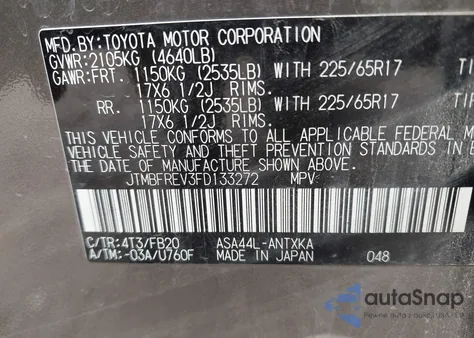 MFD.BY:TOYOTA MOTOR CORPORATION
GVWR:2105KG (4640LB)
GAWR:FRT. 1150KG (2535LB) WITH 225/65R17
17X6 1/2J RIMS.
RR. 1150KG (2535LB) WITH 225/65R17
17X6 1/2J RIMS.
THIS VEHICLE CONFORMS TO ALL APPLICABLE FEDERAL M
VEHICLE SAFETY AND THEFT PREVENTION STANDARDS
THE DATE OF MANUFACTURE SHOWN ABOVE.
JTMBFREV3FD133272 MPV
C/TR:4T3/FB20 ASA44L-ANTXKA
A/TM:-03A/U760F MADE IN JAPAN 048
autoSnap